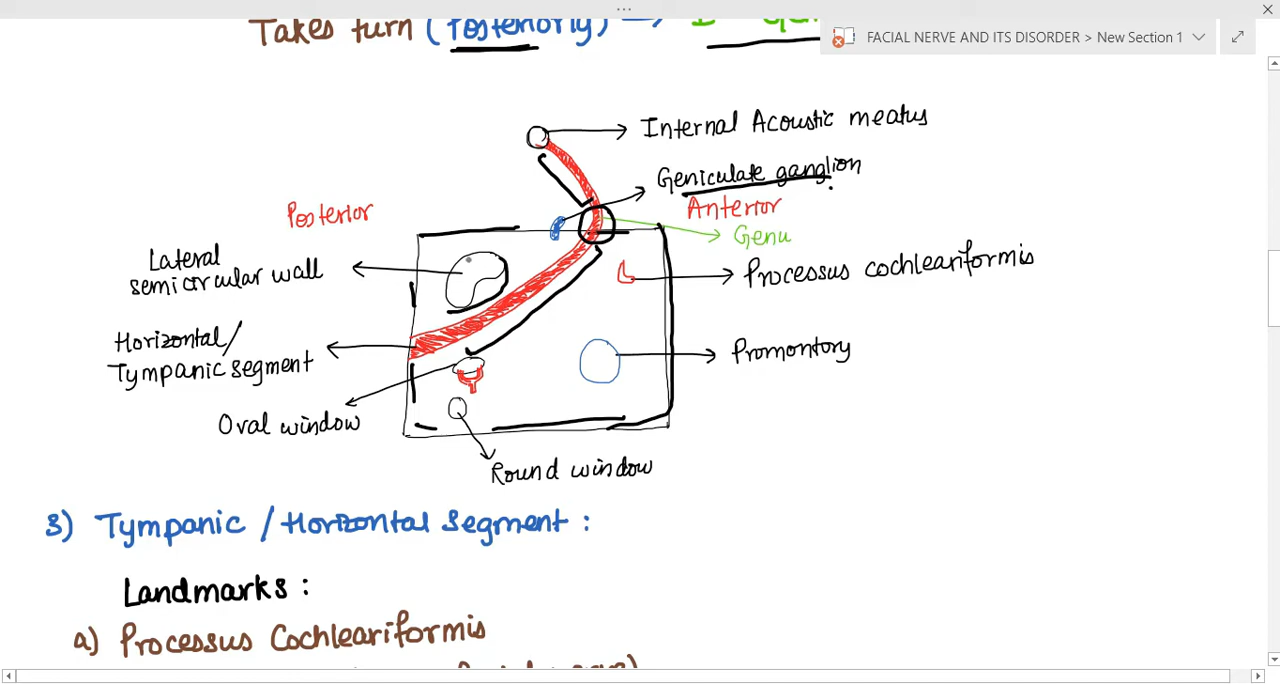 Takes turn (Posteriorly)
FACIAL NERVE AND ITS DISORDER > New Section 1
Internal Acoustic meatus
Geniculate ganglion
Posterior
Anterior
Genu
Lateral
semicircular wall
Processus cochleariformis
Horizontal/
Tympanic segment
Promontory
Oval window
Round window
3) Tympanic / Horizontal Segment :
Landmarks :
a) Processus Cochleariformis